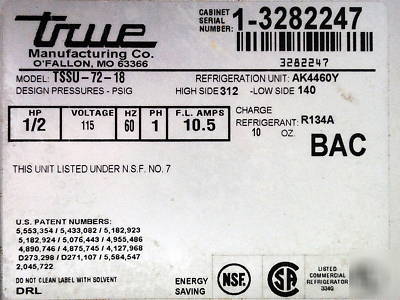 true
Manufacturing Co.
O'FALLON, MO 63366
CABINET
SERIAL
NUMBER:
1-3282247
3282247
MODEL: TSSU-72-18
DESIGN PRESSURES - PSIG
REFRIGERATION UNIT: AK4460Y
HIGH SIDE 312 -LOW SIDE 140
HP VOLTAGE HZ PH F.L. AMPS
1/2 115 60 1 10.5
CHARGE
REFRIGERANT: R134A
10 OZ.
BAC
THIS UNIT LISTED UNDER N.S.F. NO. 7
U.S. PATENT NUMBERS:
5,553,354 / 5,433,082 / 5,182,923
5,182,924 / 5,076,443 / 4,955,486
4,890,746 / 4,875,745 / 4,127,968
D273,298 / D271,107 / 5,584,547
2,045,722
DO NOT CLEAN LABEL WITH SOLVENT
DRL
ENERGY
SAVING
NSF.
SA
LISTED
COMMERCIAL
REFRIGERATOR
334G